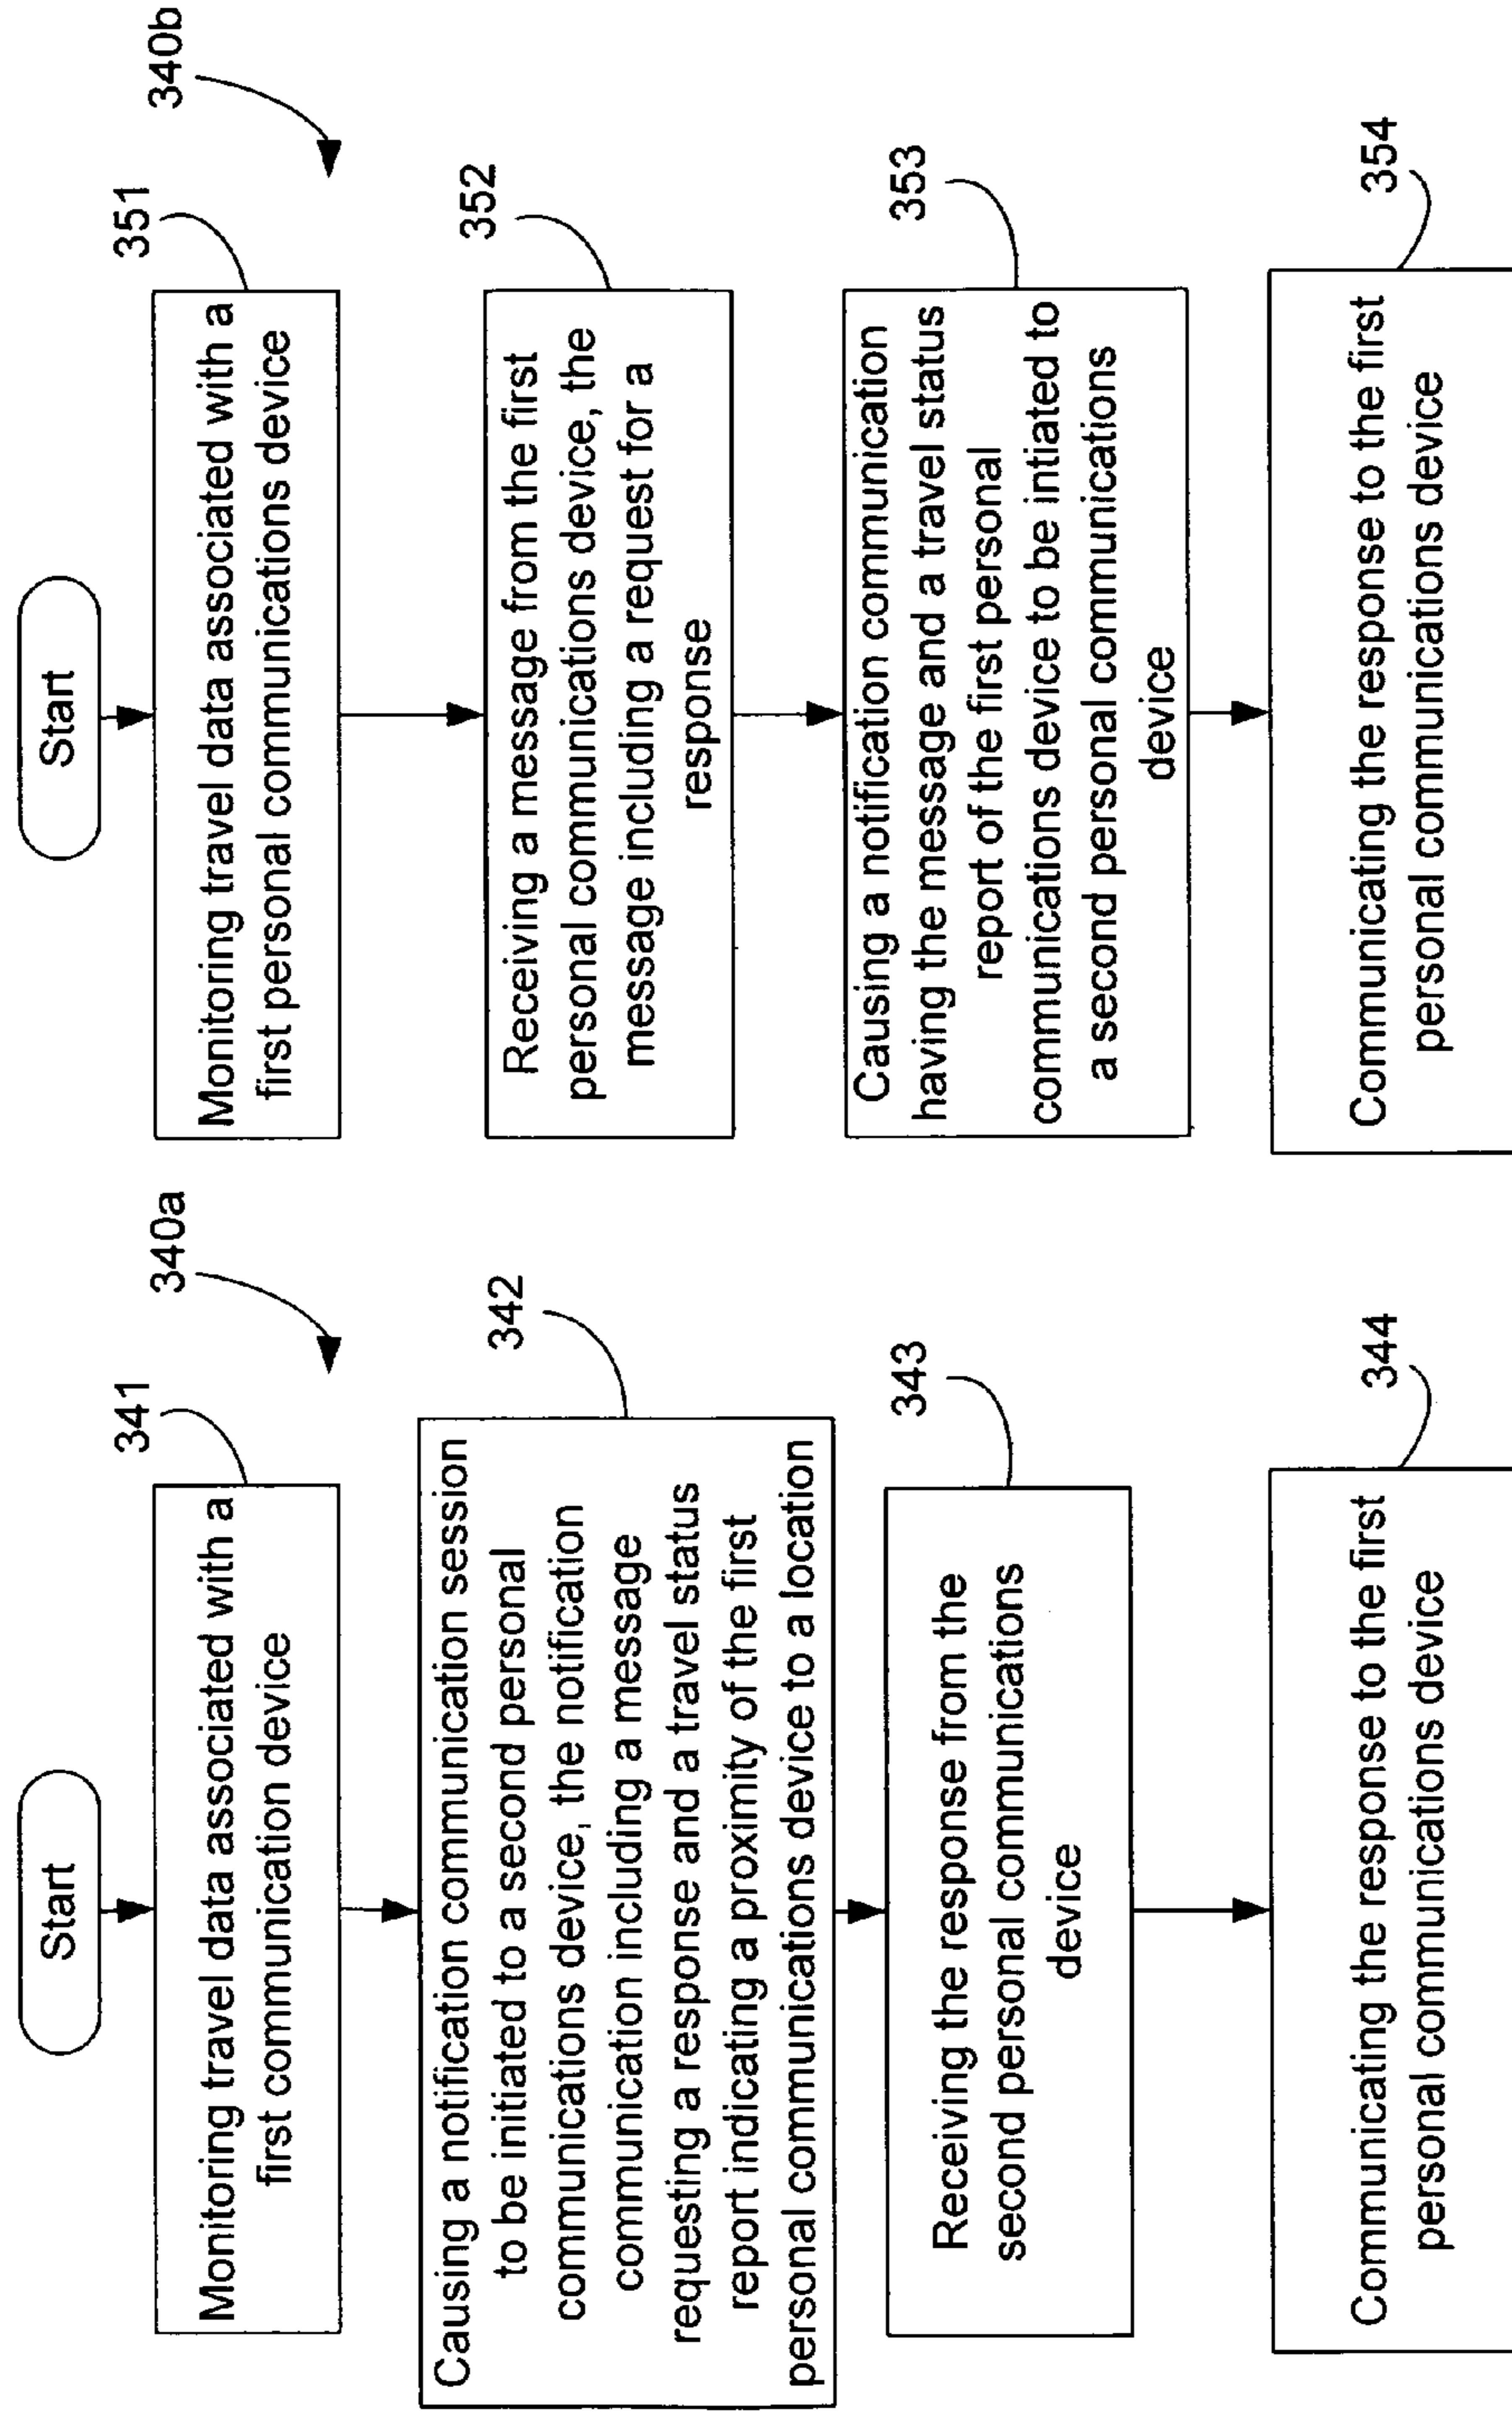 Start
340a
341
Monitoring travel data associated with a
first communication device
342
Causing a notification communication session
to be initiated to a second personal
communications device, the notification
communication including a message
requesting a response and a travel status
report indicating a proximity of the first
personal communications device to a location
343
Receiving the response from the
second personal communications
device
344
Communicating the response to the first
personal communications device
Start
340b
351
Monitoring travel data associated with a
first personal communications device
352
Receiving a message from the first
personal communications device, the
message including a request for a
response
353
Causing a notification communication
having the message and a travel status
report of the first personal
communications device to be intiated to
a second personal communications
device
354
Communicating the response to the first
personal communications device